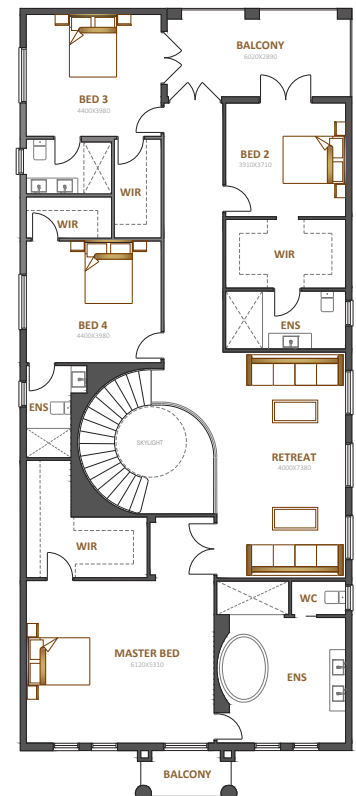 BALCONY
6020X2890
BED 3
4400X3980
BED 2
3910X3710
WIR
WIR
WIR
BED 4
4400X3980
ENS
ENS
SKYLIGHT
RETREAT
4000X7380
WIR
WC
MASTER BED
6120X5310
ENS
BALCONY